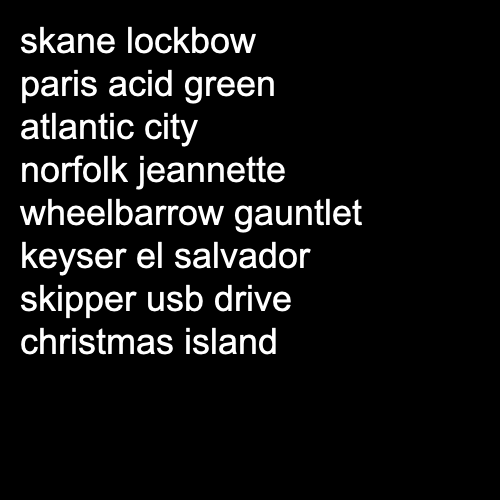 skane lockbow
paris acid green
atlantic city
norfolk jeannette
wheelbarrow gauntlet
keyser el salvador
skipper usb drive
christmas island